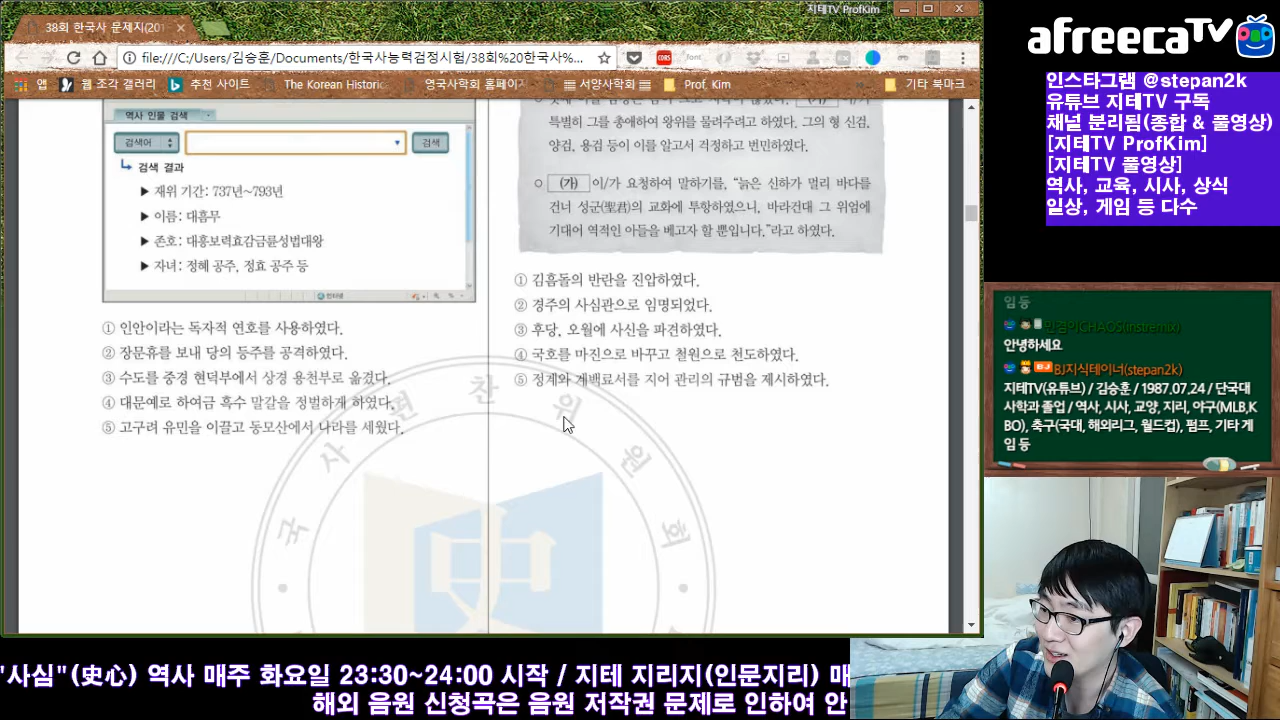 지테TV ProfKim
38회 한국사 문제지(201
file:///C:/Users/김승훈/Documents/한국사능력검정시험/38회%20한국사%...
앱
웹 조각 갤러리
추천 사이트
The Korean Historic
영국사학회 홈페이지
서양사학회
Prof. Kim
기타 북마크
역사 인물 검색
검색어
검색
검색 결과
▶ 재위 기간: 737년~793년
▶ 이름: 대흠무
▶ 존호: 대흥보력효감금륜성법대왕
▶ 자녀: 정혜 공주, 정효 공주 등
① 인안이라는 독자적 연호를 사용하였다.
② 장문휴를 보내 당의 등주를 공격하였다.
③ 수도를 중경 현덕부에서 상경 용천부로 옮겼다.
④ 대문예로 하여금 흑수 말갈을 정벌하게 하였다.
⑤ 고구려 유민을 이끌고 동모산에서 나라를 세웠다.
특별히 그를 총애하여 왕위를 물려주려고 하였다. 그의 형 신검,
양검, 용검 등이 이를 알고서 걱정하고 번민하였다.
○ (가) 이/가 요청하여 말하기를, "늙은 신하가 멀리 바다를
건너 성군(聖君)의 교화에 투항하였으니, 바라건대 그 위엄에
기대어 역적인 아들을 베고자 할 뿐입니다."라고 하였다.
① 김흠돌의 반란을 진압하였다.
② 경주의 사심관으로 임명되었다.
③ 후당, 오월에 사신을 파견하였다.
④ 국호를 마진으로 바꾸고 철원으로 천도하였다.
⑤ 정계와 계백료서를 지어 관리의 규범을 제시하였다.
국 사 편 찬 위 원 회
史
afreecaTV
인스타그램 @stepan2k
유튜브 지테TV 구독
채널 분리됨(종합 & 풀영상)
[지테TV ProfKim]
[지테TV 풀영상]
역사, 교육, 시사, 상식
일상, 게임 등 다수
임 등
민겸이CHAOS(instremix)
안녕하세요
BJ지식테이너(stepan2k)
지테TV(유튜브) / 김승훈 / 1987.07.24 / 단국대
사학과 졸업 / 역사, 시사, 교양, 지리, 야구(MLB,K
BO), 축구(국대, 해외리그, 월드컵), 펌프, 기타 게
임 등
"사심"(史心) 역사 매주 화요일 23:30~24:00 시작 / 지테 지리지(인문지리) 매
해외 음원 신청곡은 음원 저작권 문제로 인하여 안